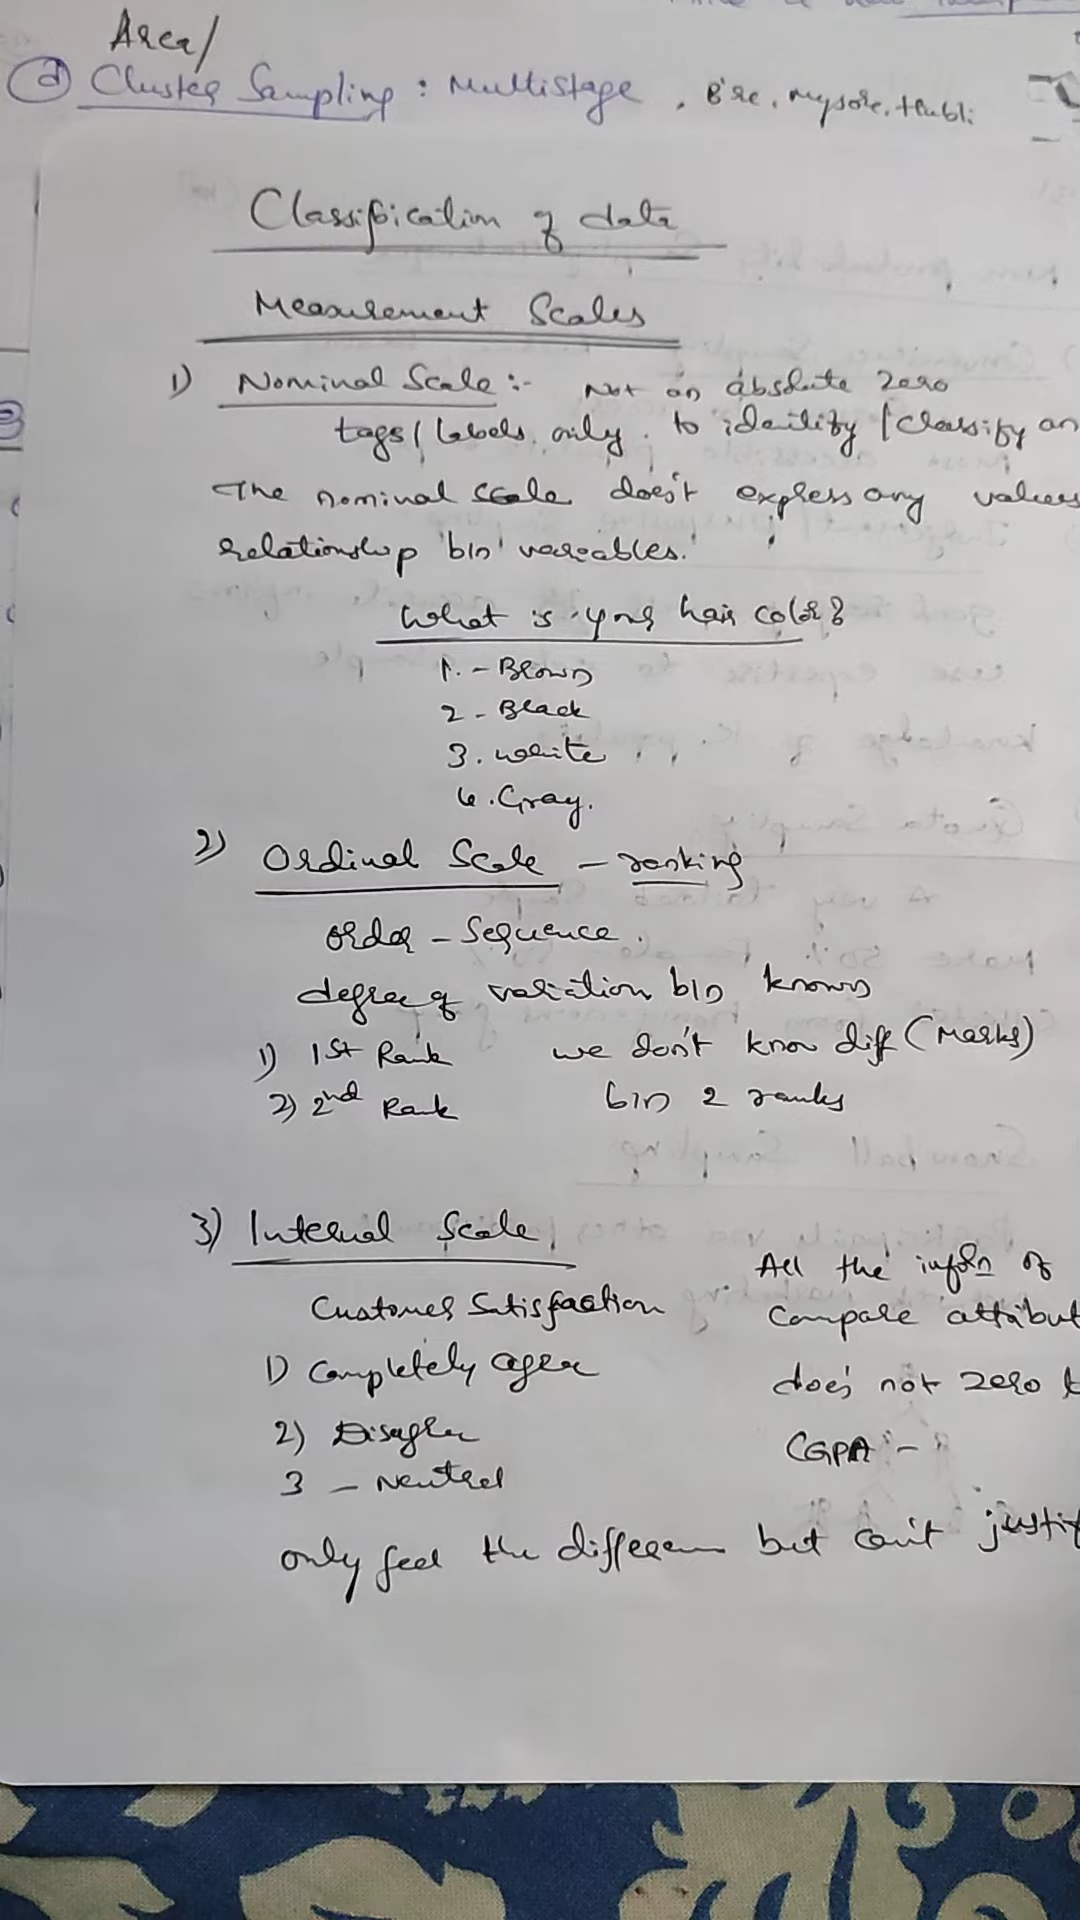 Area/
d Cluster Sampling : Multistage , B'lre, Mysore, Hubli
Classification of data
Measurement Scales
1) Nominal Scale :- Not an absolute zero
tags / labels only. to identify / classify an
The nominal scale does't express any values
relationship b/n variables.
What is your hair color?
1. - Brown
2 - Black
3. white
4. Gray.
2) Ordinal Scale - ranking
order - Sequence.
degree of variation b/n known
1) 1st Rank we don't know diff (Marks)
2) 2nd Rank b/n 2 ranks
3) Interval Scale
All the infon of
Customer Satisfaction compare attribut
1) Completely agree does not zero
2) Disagree CGPA :-
3 - Neutral
only feel the difference but can't justif